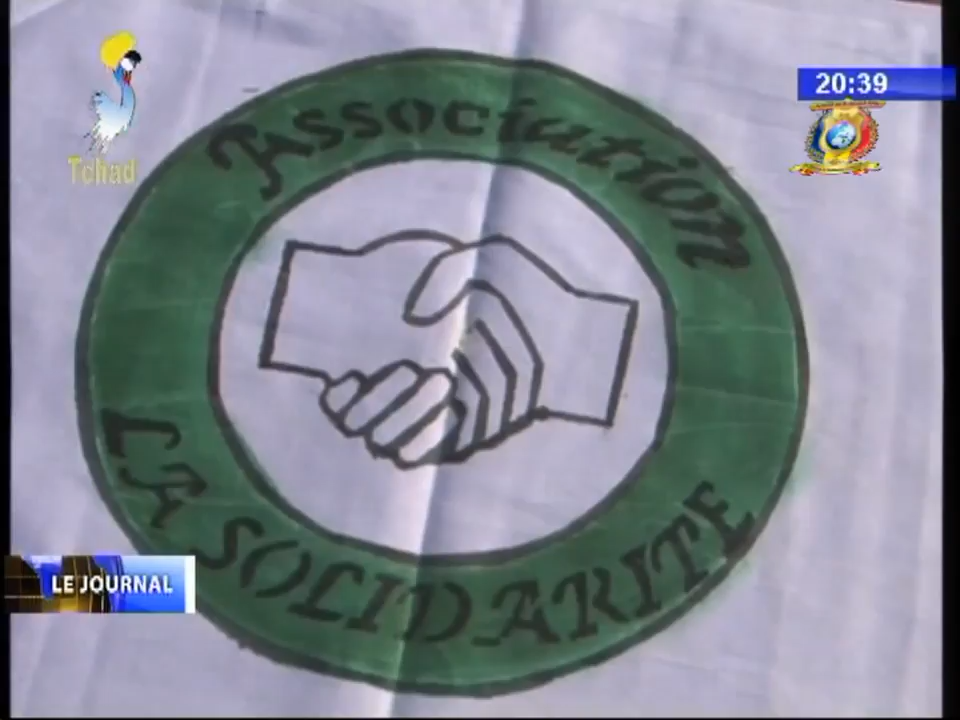 Tchad
20:39
Association
LA SOLIDARITE
LE JOURNAL